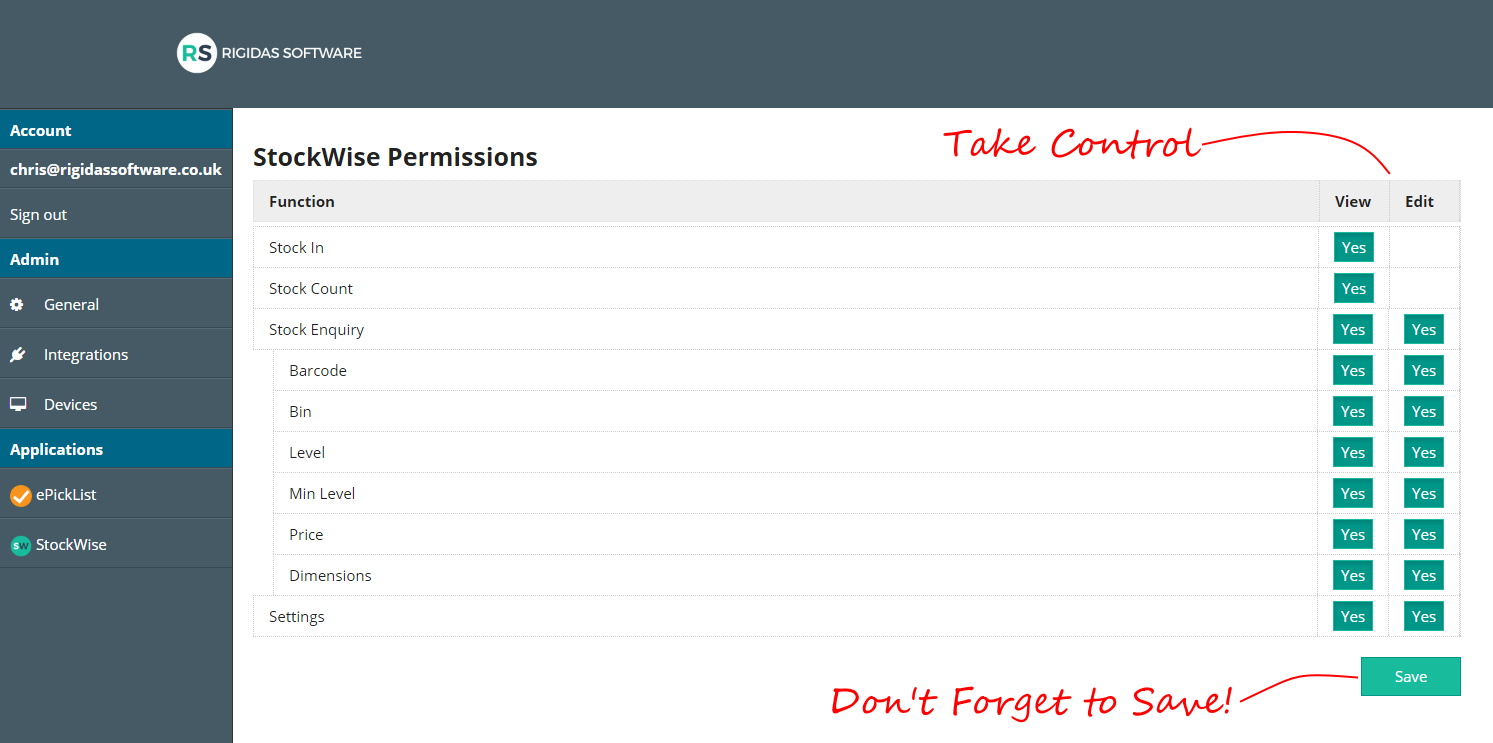 RS RIGIDAS SOFTWARE
Account
chris@rigidassoftware.co.uk
Sign out
Admin
General
Integrations
Devices
Applications
ePickList
SW StockWise
Take Control
StockWise Permissions
Function View Edit
Stock In Yes
Stock Count Yes
Stock Enquiry Yes Yes
Barcode Yes Yes
Bin Yes Yes
Level Yes Yes
Min Level Yes Yes
Price Yes Yes
Dimensions Yes Yes
Settings Yes Yes
Save
Don't Forget to Save!